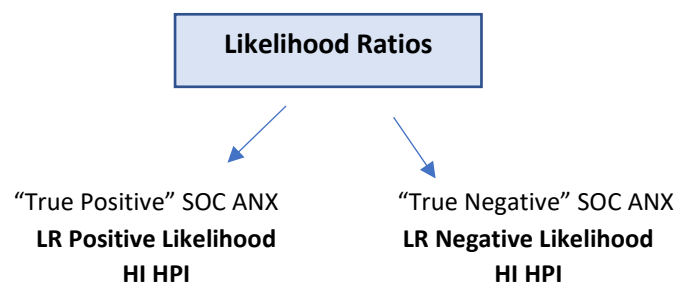 Likelihood Ratios
“True Positive” SOC ANX
LR Positive Likelihood
HI HPI
“True Negative” SOC ANX
LR Negative Likelihood
HI HPI